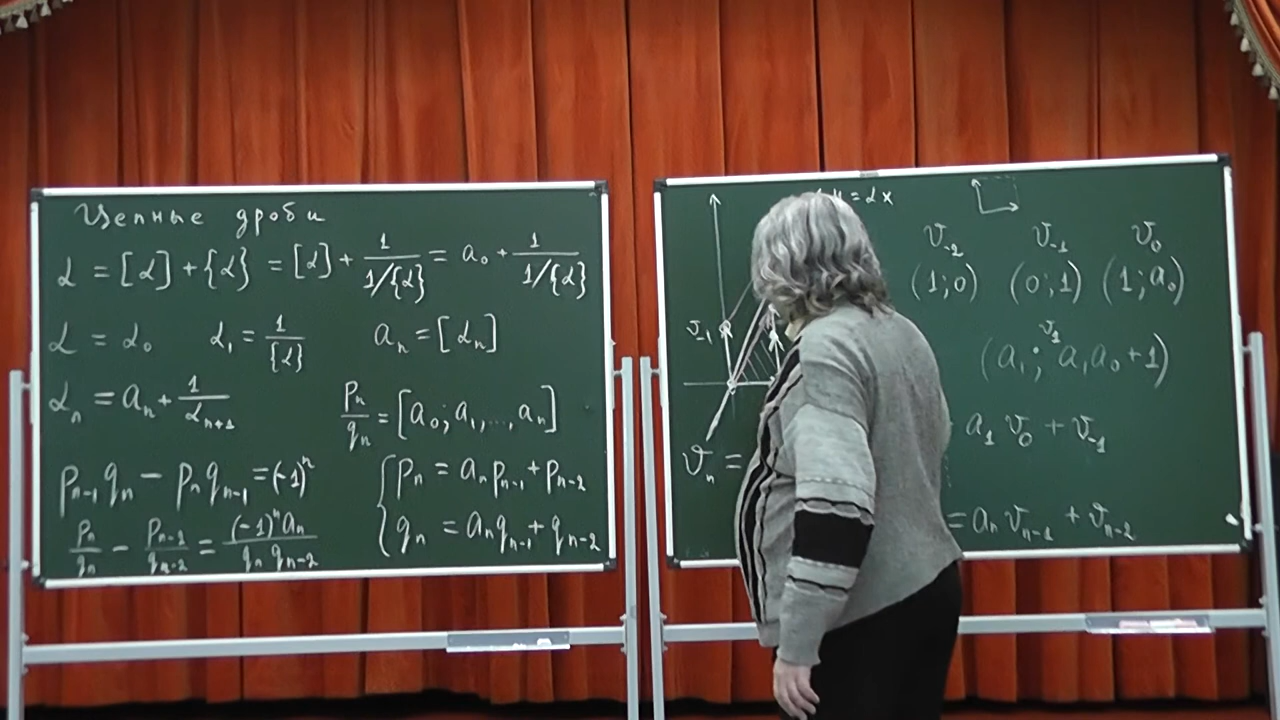 Цепные дроби
α = [α] + {α} = [α] + 1/(1/{α}) = a₀ + 1/(1/{α})
α = α₀ α₁ = 1/{α} aₙ = [αₙ]
αₙ = aₙ + 1/αₙ₊₁
pₙ/qₙ = [a₀; a₁, ..., aₙ]
pₙ₋₁qₙ − pₙqₙ₋₁ = (−1)ⁿ
{ pₙ = aₙpₙ₋₁ + pₙ₋₂
qₙ = aₙqₙ₋₁ + qₙ₋₂
pₙ/qₙ − pₙ₋₂/qₙ₋₂ = (−1)ⁿaₙ/(qₙqₙ₋₂)
= αx
v₋₂ v₋₁ v₀
(1;0) (0;1) (1;a₀)
v₁
(a₁; a₁a₀+1)
v₋₁
a₁v₀ + v₋₁
vₙ =
= aₙvₙ₋₁ + vₙ₋₂